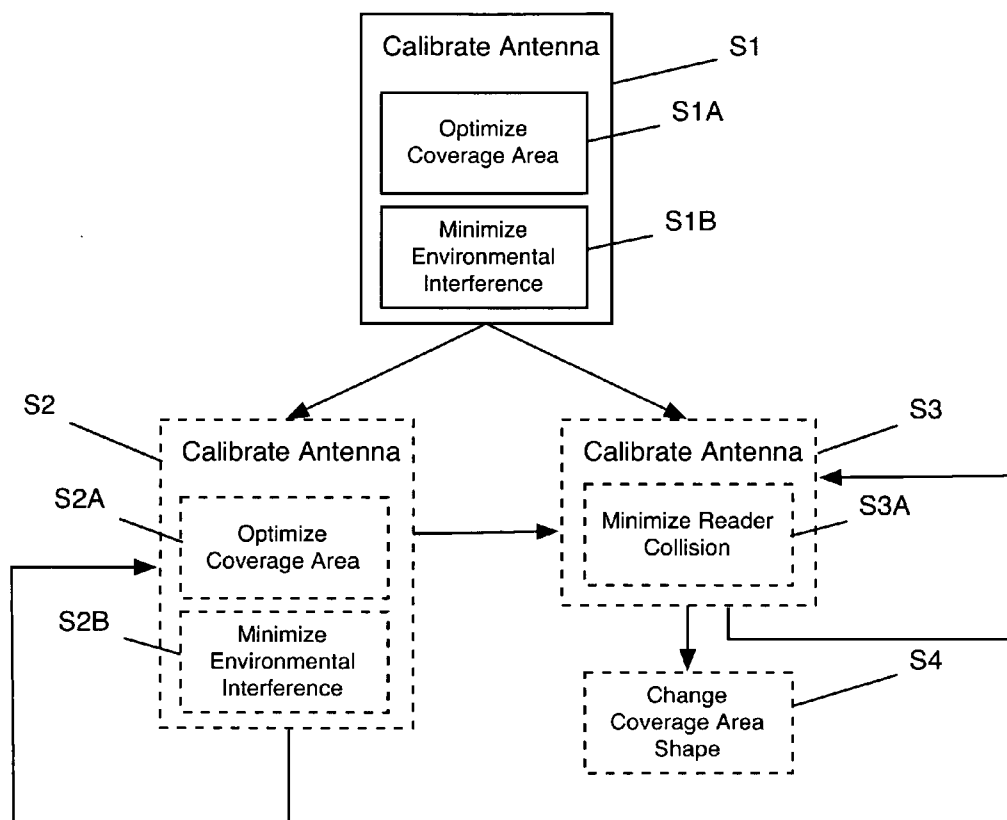 Calibrate Antenna
S1
Optimize
Coverage Area
S1A
Minimize
Environmental
Interference
S1B
S2
Calibrate Antenna
S2A
Optimize
Coverage Area
S2B
Minimize
Environmental
Interference
S3
Calibrate Antenna
Minimize Reader
Collision
S3A
S4
Change
Coverage Area
Shape